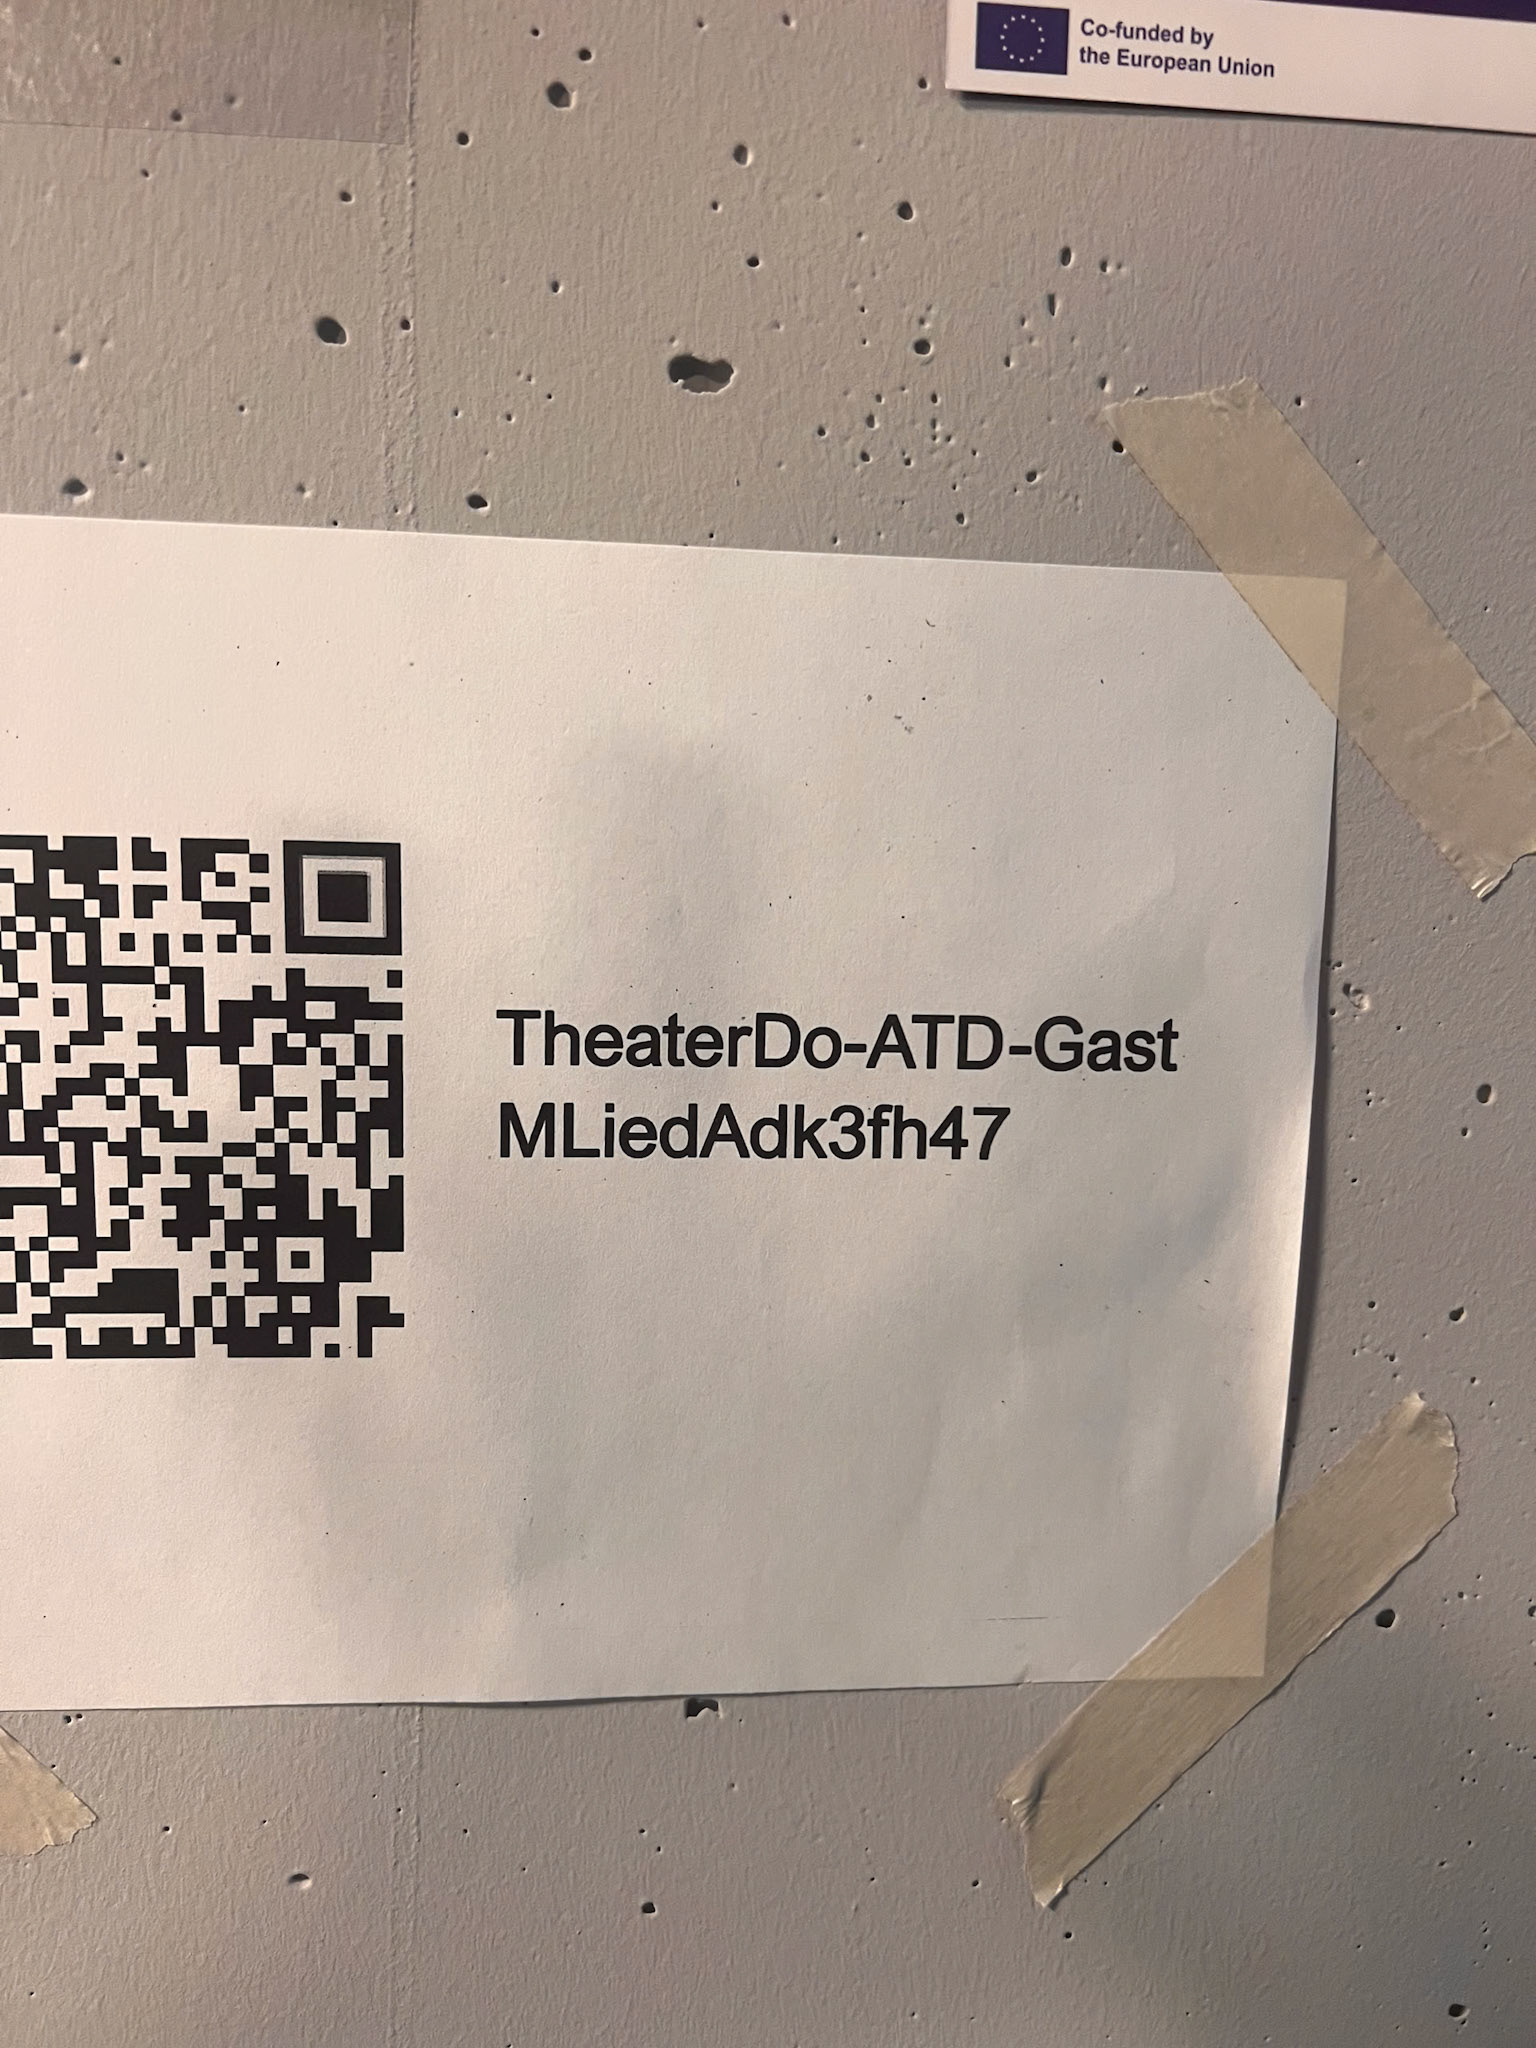 Co-funded by
the European Union
TheaterDo-ATD-Gast
MLiedAdk3fh47